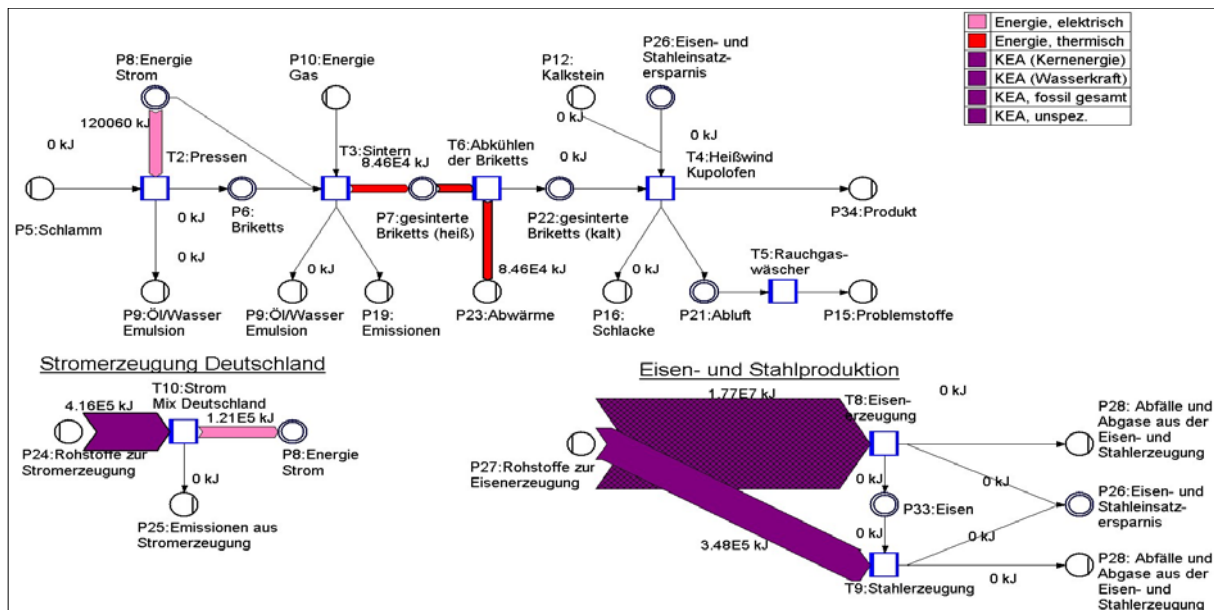 Energie, elektrisch
Energie, thermisch
KEA (Kernenergie)
KEA (Wasserkraft)
KEA, fossil gesamt
KEA, unspez.
P8:Energie
Strom
P10:Energie
Gas
P12:
Kalkstein
P26:Eisen- und
Stahleinsatz-
ersparnis
120060 kJ
0 kJ
0 kJ
0 kJ
T2:Pressen
T3:Sintern
8.46E4 kJ
T6:Abkühlen
der Briketts
0 kJ
T4:Heißwind
Kupolofen
P5:Schlamm
0 kJ
P6:
Briketts
P7:gesinterte
Briketts (heiß)
P22:gesinterte
Briketts (kalt)
P34:Produkt
0 kJ
0 kJ
8.46E4 kJ
0 kJ
T5:Rauchgas-
wäscher
P9:Öl/Wasser
Emulsion
P9:Öl/Wasser
Emulsion
P19:
Emissionen
P23:Abwärme
P16:
Schlacke
P21:Abluft
P15:Problemstoffe
Stromerzeugung Deutschland
T10:Strom
Mix Deutschland
4.16E5 kJ
1.21E5 kJ
P24:Rohstoffe zur
Stromerzeugung
P8:Energie
Strom
0 kJ
P25:Emissionen aus
Stromerzeugung
Eisen- und Stahlproduktion
1.77E7 kJ
T8:Eisen-
erzeugung
0 kJ
P28: Abfälle und
Abgase aus der
Eisen- und
Stahlerzeugung
P27:Rohstoffe zur
Eisenerzeugung
0 kJ
0 kJ
P33:Eisen
P26:Eisen- und
Stahleinsatz-
ersparnis
0 kJ
0 kJ
3.48E5 kJ
T9:Stahlerzeugung
0 kJ
P28: Abfälle und
Abgase aus der
Eisen- und
Stahlerzeugung